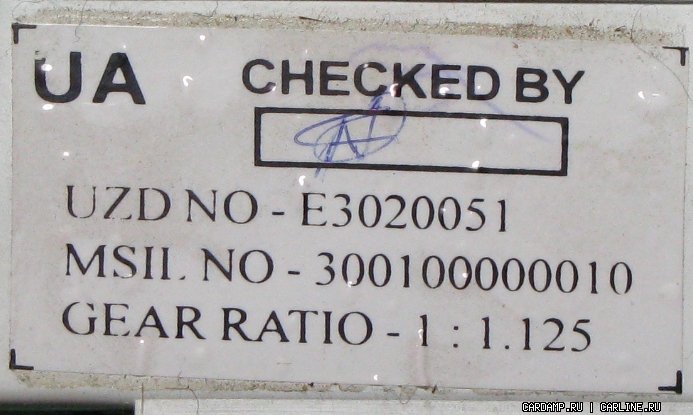 UA
CHECKED BY
UZD NO - E3020051
MSIL NO - 300100000010
GEAR RATIO - 1 : 1.125
CARDAMP.RU | CARLINE.RU